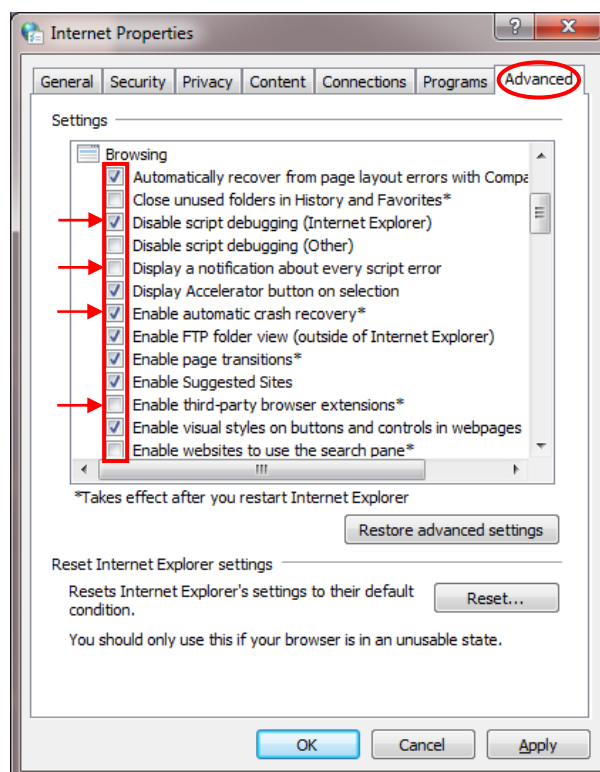 Internet Properties
General Security Privacy Content Connections Programs Advanced
Settings
Browsing
Automatically recover from page layout errors with Compa
Close unused folders in History and Favorites*
Disable script debugging (Internet Explorer)
Disable script debugging (Other)
Display a notification about every script error
Display Accelerator button on selection
Enable automatic crash recovery*
Enable FTP folder view (outside of Internet Explorer)
Enable page transitions*
Enable Suggested Sites
Enable third-party browser extensions*
Enable visual styles on buttons and controls in webpages
Enable websites to use the search pane*
*Takes effect after you restart Internet Explorer
Restore advanced settings
Reset Internet Explorer settings
Resets Internet Explorer's settings to their default
condition.
Reset...
You should only use this if your browser is in an unusable state.
OK Cancel Apply